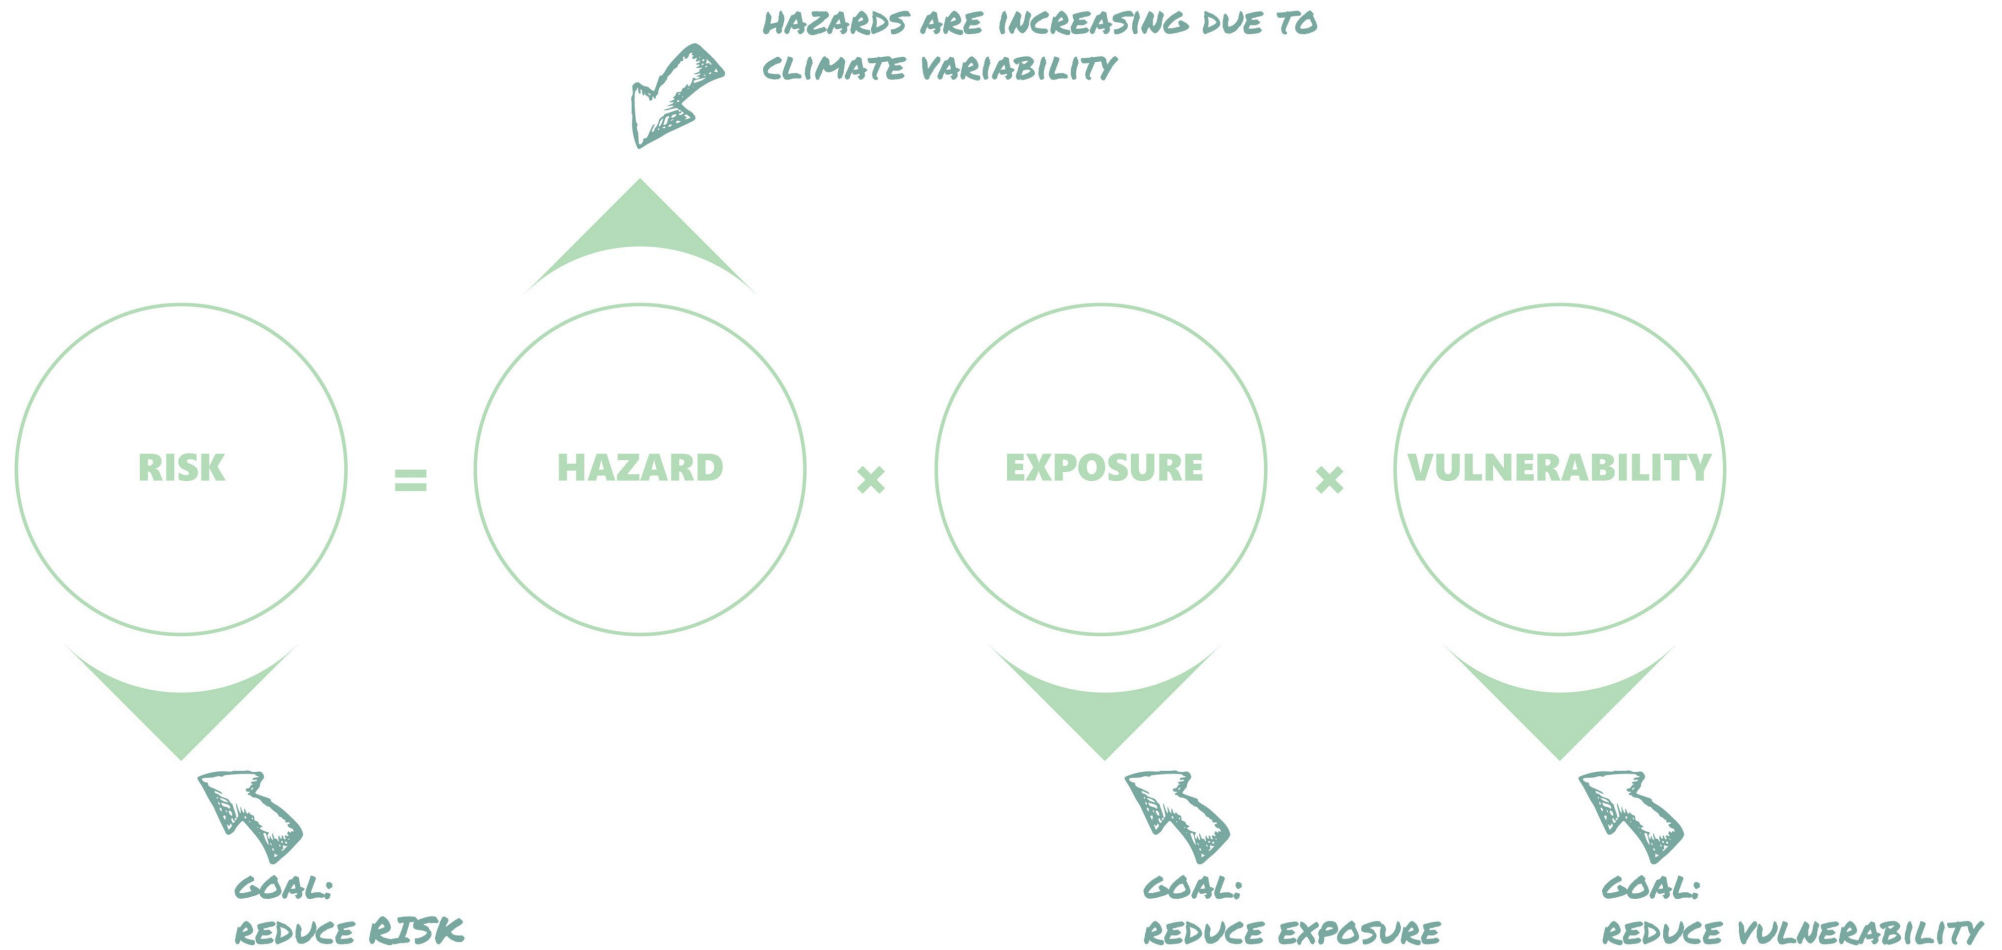 HAZARDS ARE INCREASING DUE TO
CLIMATE VARIABILITY
RISK
=
HAZARD
×
EXPOSURE
×
VULNERABILITY
GOAL:
REDUCE RISK
GOAL:
REDUCE EXPOSURE
GOAL:
REDUCE VULNERABILITY